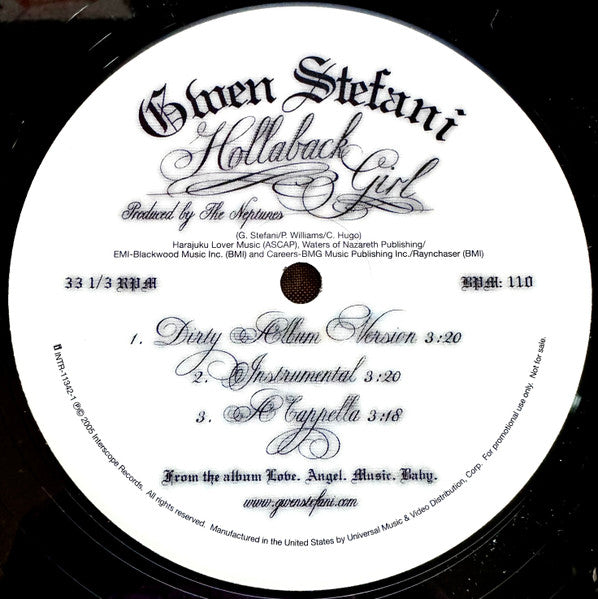 Gwen Stefani
Hollaback Girl
Produced by The Neptunes
(G. Stefani/P. Williams/C. Hugo)
Harajuku Lover Music (ASCAP), Waters of Nazareth Publishing/
EMI-Blackwood Music Inc. (BMI) and Careers-BMG Music Publishing Inc./Raynchaser (BMI)
33 1/3 RPM
BPM: 110
1. Dirty Album Version 3:20
2. Instrumental 3:20
3. A Cappella 3:18
From the album Love. Angel. Music. Baby.
www.gwenstefani.com
INTR-11342-1 ℗© 2005 Interscope Records. All rights reserved. Manufactured in the United States by Universal Music & Video Distribution, Corp. For promotional use only. Not for sale.